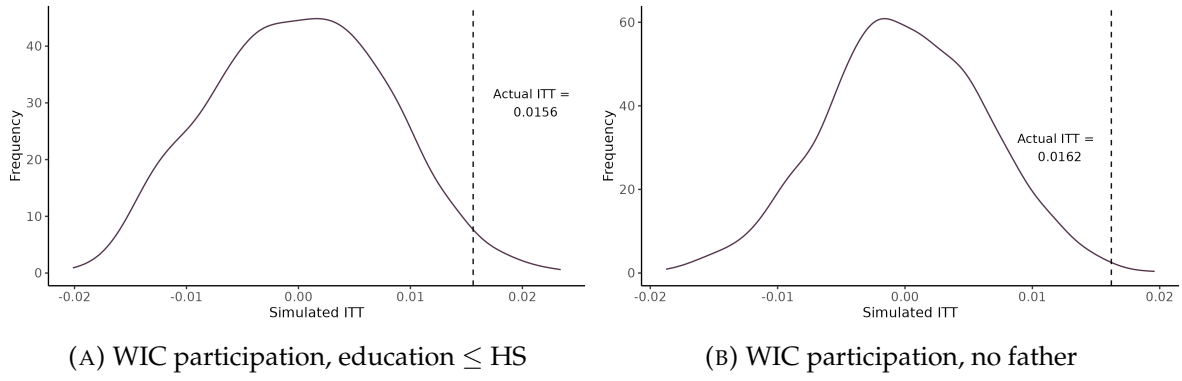 Frequency
40
30
20
10
0
Actual ITT =
0.0156
-0.02
-0.01
0.00
0.01
0.02
Simulated ITT
(A) WIC participation, education ≤ HS
Frequency
60
40
20
0
Actual ITT =
0.0162
-0.02
-0.01
0.00
0.01
0.02
Simulated ITT
(B) WIC participation, no father